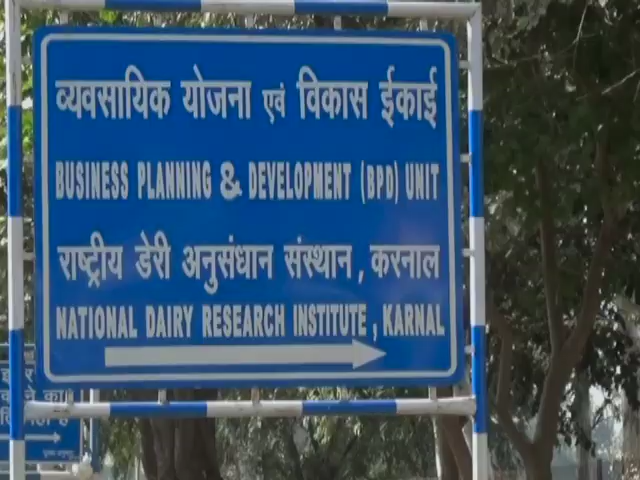 व्यवसायिक योजना एवं विकास ईकाई
BUSINESS PLANNING & DEVELOPMENT (BPD) UNIT
राष्ट्रीय डेरी अनुसंधान संस्थान, करनाल
NATIONAL DAIRY RESEARCH INSTITUTE, KARNAL